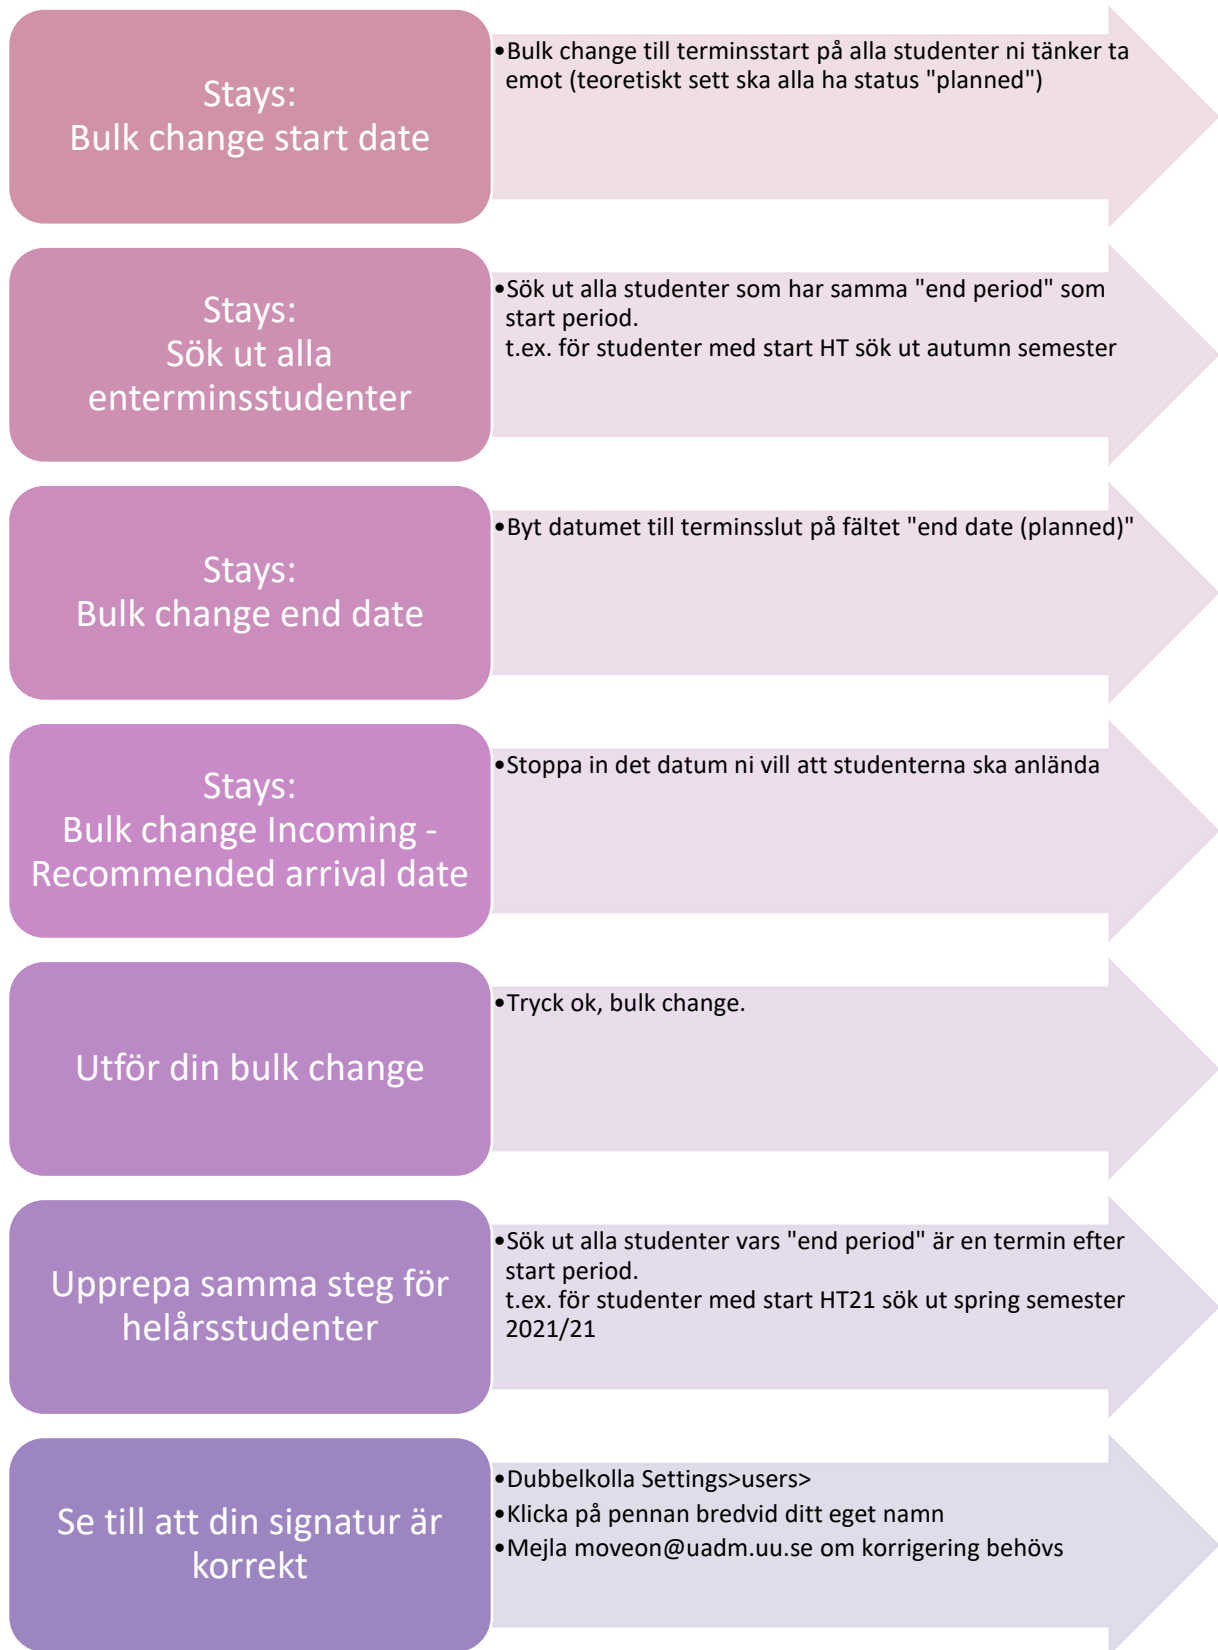 Stays:
Bulk change start date
•Bulk change till terminsstart på alla studenter ni tänker ta
emot (teoretiskt sett ska alla ha status "planned")
Stays:
Sök ut alla
enterminsstudenter
•Sök ut alla studenter som har samma "end period" som
start period.
t.ex. för studenter med start HT sök ut autumn semester
Stays:
Bulk change end date
•Byt datumet till terminsslut på fältet "end date (planned)"
Stays:
Bulk change Incoming -
Recommended arrival date
•Stoppa in det datum ni vill att studenterna ska anlända
Utför din bulk change
•Tryck ok, bulk change.
Upprepa samma steg för
helårsstudenter
•Sök ut alla studenter vars "end period" är en termin efter
start period.
t.ex. för studenter med start HT21 sök ut spring semester
2021/21
Se till att din signatur är
korrekt
•Dubbelkolla Settings>users>
•Klicka på pennan bredvid ditt eget namn
•Mejla moveon@uadm.uu.se om korrigering behövs